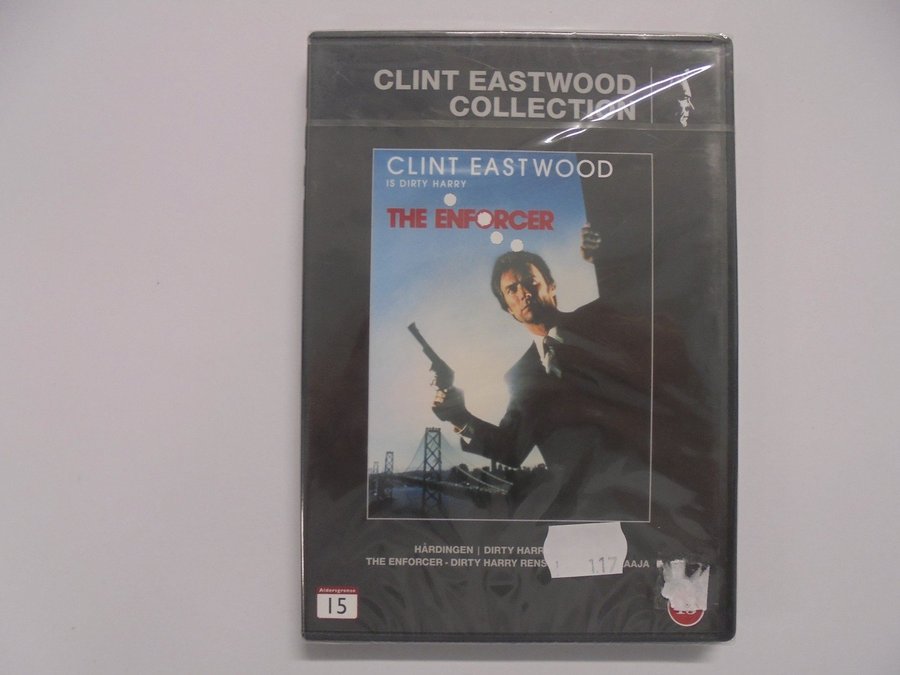 CLINT EASTWOOD
COLLECTION
CLINT EASTWOOD
IS DIRTY HARRY
THE ENFORCER
HÅRDINGEN | DIRTY HARR
THE ENFORCER - DIRTY HARRY RENS AAJA
117
Aldersgrense
15